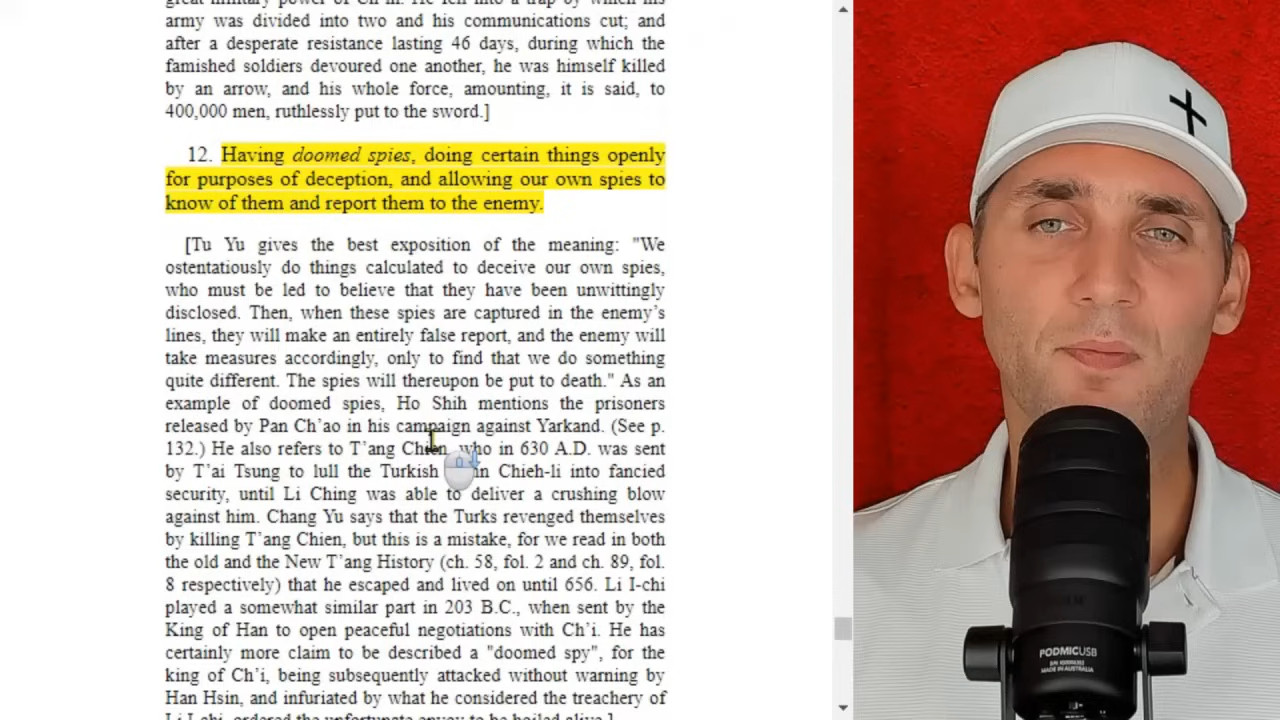 great military power of Ch'in. He fell into a trap by which his
army was divided into two and his communications cut; and
after a desperate resistance lasting 46 days, during which the
famished soldiers devoured one another, he was himself killed
by an arrow, and his whole force, amounting, it is said, to
400,000 men, ruthlessly put to the sword.]
12. Having doomed spies, doing certain things openly
for purposes of deception, and allowing our own spies to
know of them and report them to the enemy.
[Tu Yu gives the best exposition of the meaning: "We
ostentatiously do things calculated to deceive our own spies,
who must be led to believe that they have been unwittingly
disclosed. Then, when these spies are captured in the enemy's
lines, they will make an entirely false report, and the enemy will
take measures accordingly, only to find that we do something
quite different. The spies will thereupon be put to death." As an
example of doomed spies, Ho Shih mentions the prisoners
released by Pan Ch'ao in his campaign against Yarkand. (See p.
132.) He also refers to T'ang Chien, who in 630 A.D. was sent
by T'ai Tsung to lull the Turkish Chieh-li into fancied
security, until Li Ching was able to deliver a crushing blow
against him. Chang Yu says that the Turks revenged themselves
by killing T'ang Chien, but this is a mistake, for we read in both
the old and the New T'ang History (ch. 58, fol. 2 and ch. 89, fol.
8 respectively) that he escaped and lived on until 656. Li I-chi
played a somewhat similar part in 203 B.C., when sent by the
King of Han to open peaceful negotiations with Ch'i. He has
certainly more claim to be described a "doomed spy", for the
king of Ch'i, being subsequently attacked without warning by
Han Hsin, and infuriated by what he considered the treachery of
Li I-chi, ordered the unfortunate envoy to be boiled alive.]
PODMICUSB
MADE IN AUSTRALIA